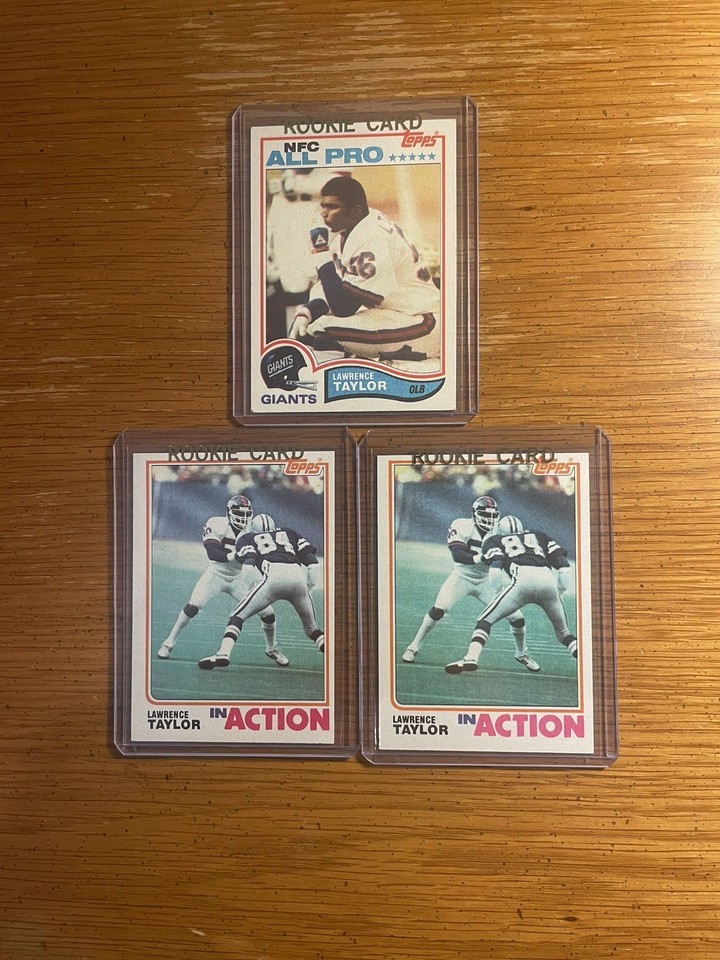 ROOKIE CARD
topps
NFC
ALL PRO
56
GIANTS
LAWRENCE
TAYLOR
OLB
GIANTS
ROOKIE CARD
topps
84
LAWRENCE
TAYLOR
IN ACTION
ROOKIE CARD
topps
84
LAWRENCE
TAYLOR
IN ACTION